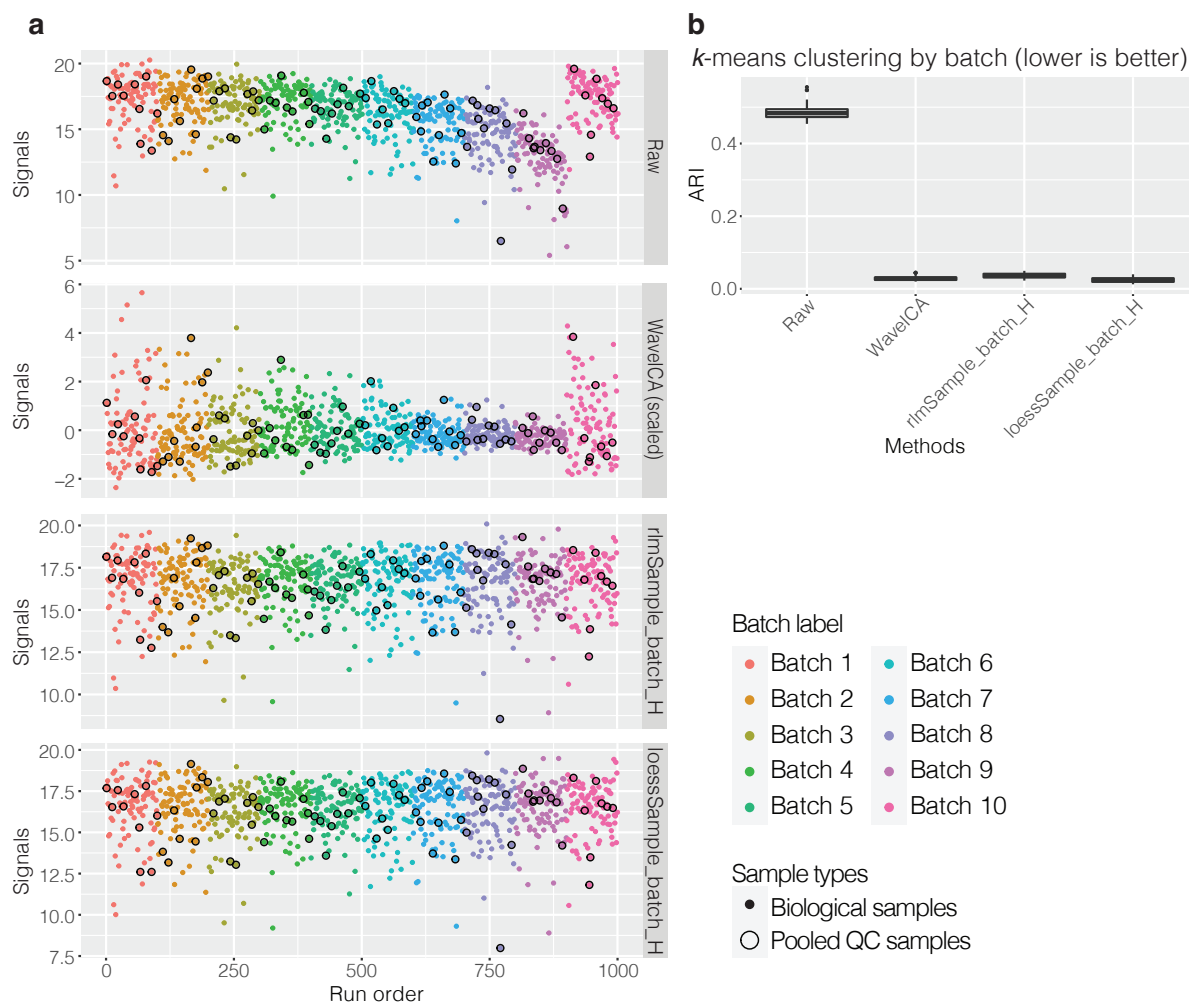 a
20
15
10
5
Signals
Raw
6
4
2
0
−2
Signals
WaveICA (scaled)
20.0
17.5
15.0
12.5
10.0
Signals
rlmSample_batch_H
20.0
17.5
15.0
12.5
10.0
7.5
Signals
loessSample_batch_H
0 250 500 750 1000
Run order
b
k-means clustering by batch (lower is better)
0.4
0.2
0.0
ARI
Raw
WaveICA
rlmSample_batch_H
loessSample_batch_H
Methods
Batch label
Batch 1
Batch 2
Batch 3
Batch 4
Batch 5
Batch 6
Batch 7
Batch 8
Batch 9
Batch 10
Sample types
Biological samples
Pooled QC samples